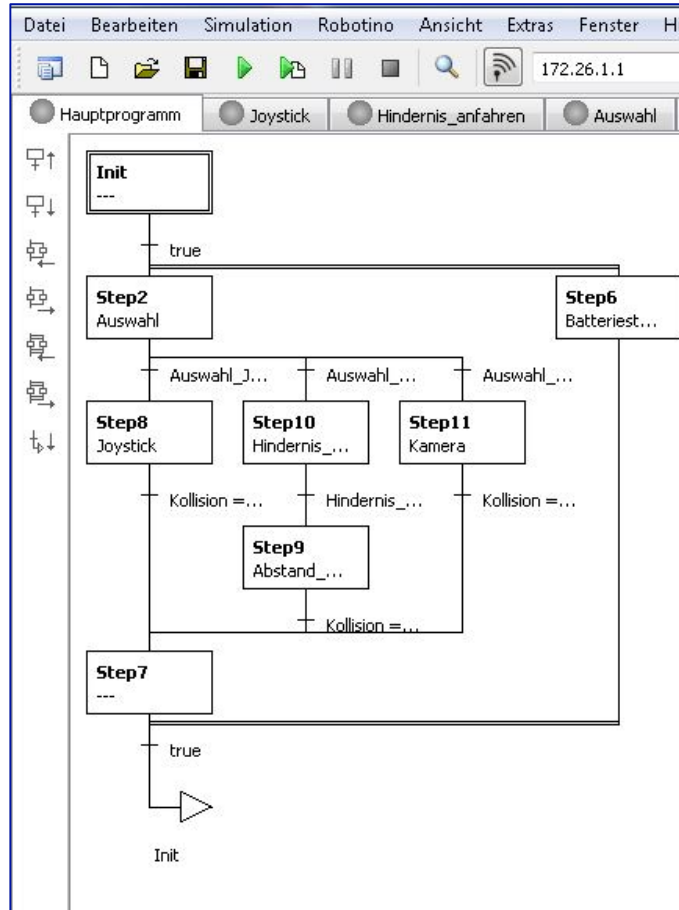 Datei Bearbeiten Simulation Robotino Ansicht Extras Fenster
172.26.1.1
Hauptprogramm Joystick Hindernis_anfahren Auswahl
Init
---
true
Step2 Step6
Auswahl Batteriest...
Auswahl_J... Auswahl_... Auswahl_...
Step8 Step10 Step11
Joystick Hindernis_... Kamera
Kollision =... Hindernis_... Kollision =...
Step9
Abstand_...
Kollision =...
Step7
---
true
Init